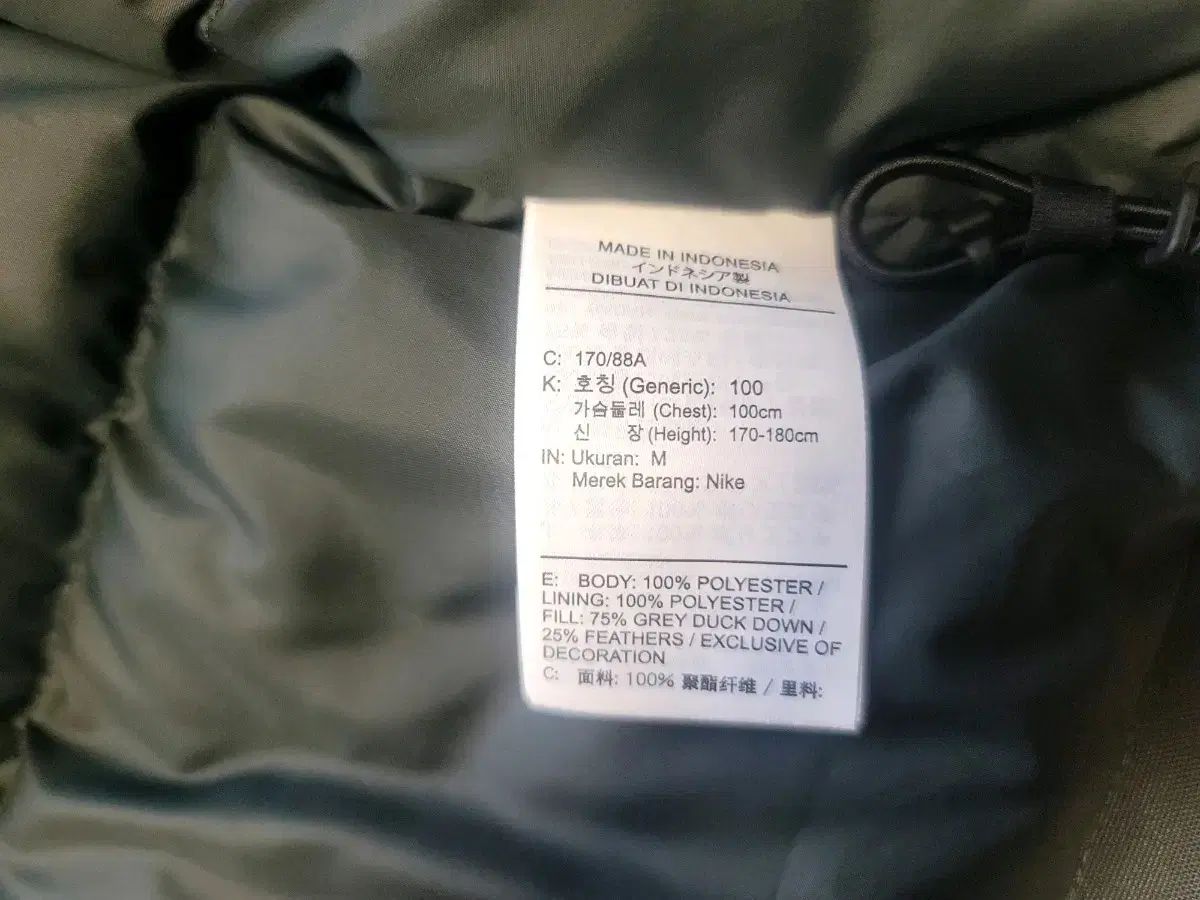 MADE IN INDONESIA
インドネシア製
DIBUAT DI INDONESIA
C: 170/88A
K: 호칭 (Generic): 100
가슴둘레 (Chest): 100cm
신 장 (Height): 170-180cm
IN: Ukuran: M
Merek Barang: Nike
E: BODY: 100% POLYESTER /
LINING: 100% POLYESTER /
FILL: 75% GREY DUCK DOWN /
25% FEATHERS / EXCLUSIVE OF
DECORATION
C: 面料: 100% 聚酯纤维 / 里料: